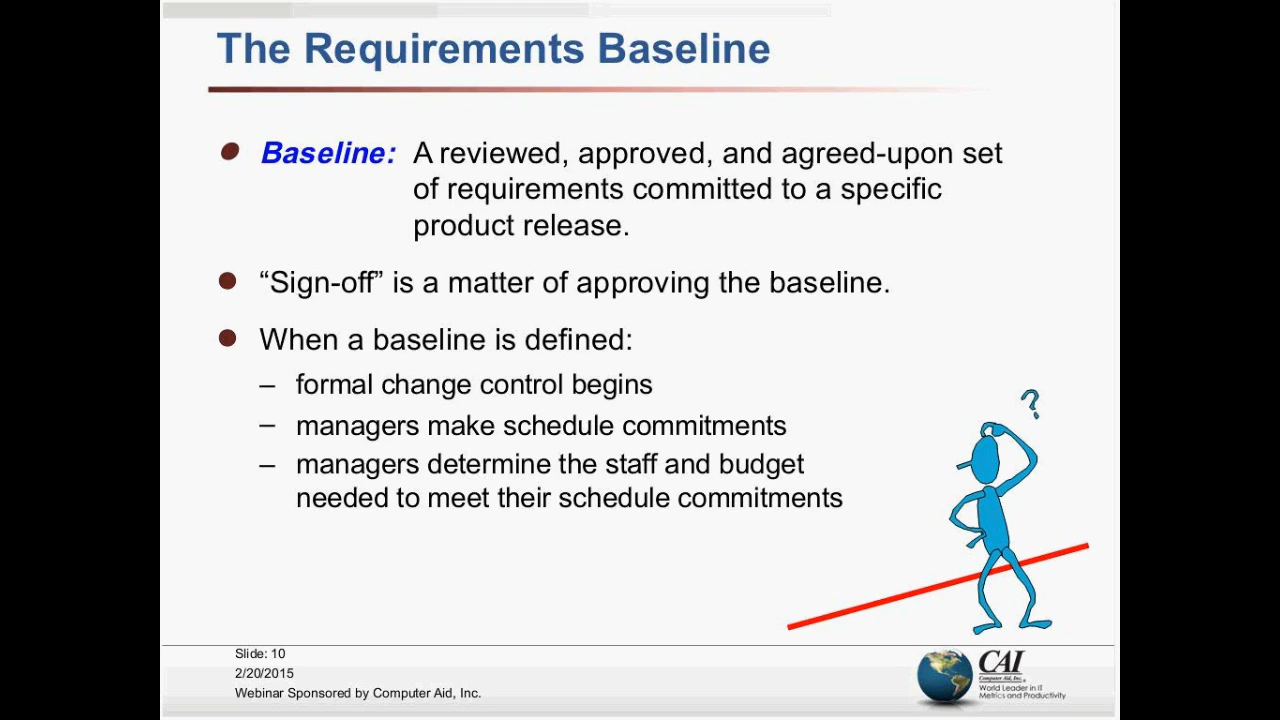 The Requirements Baseline
Baseline: A reviewed, approved, and agreed-upon set
of requirements committed to a specific
product release.
“Sign-off” is a matter of approving the baseline.
When a baseline is defined:
– formal change control begins
– managers make schedule commitments
– managers determine the staff and budget
needed to meet their schedule commitments
?
Slide: 10
2/20/2015
Webinar Sponsored by Computer Aid, Inc.
CAI
Computer Aid, Inc.
World Leader in IT
Metrics and Productivity